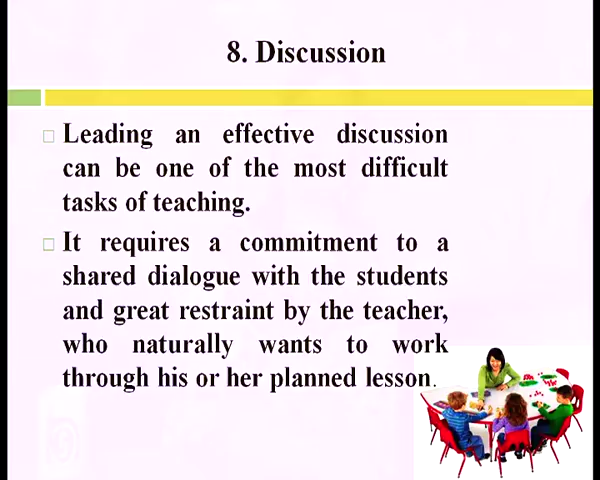 8. Discussion
Leading an effective discussion
can be one of the most difficult
tasks of teaching.
It requires a commitment to a
shared dialogue with the students
and great restraint by the teacher,
who naturally wants to work
through his or her planned lesson.